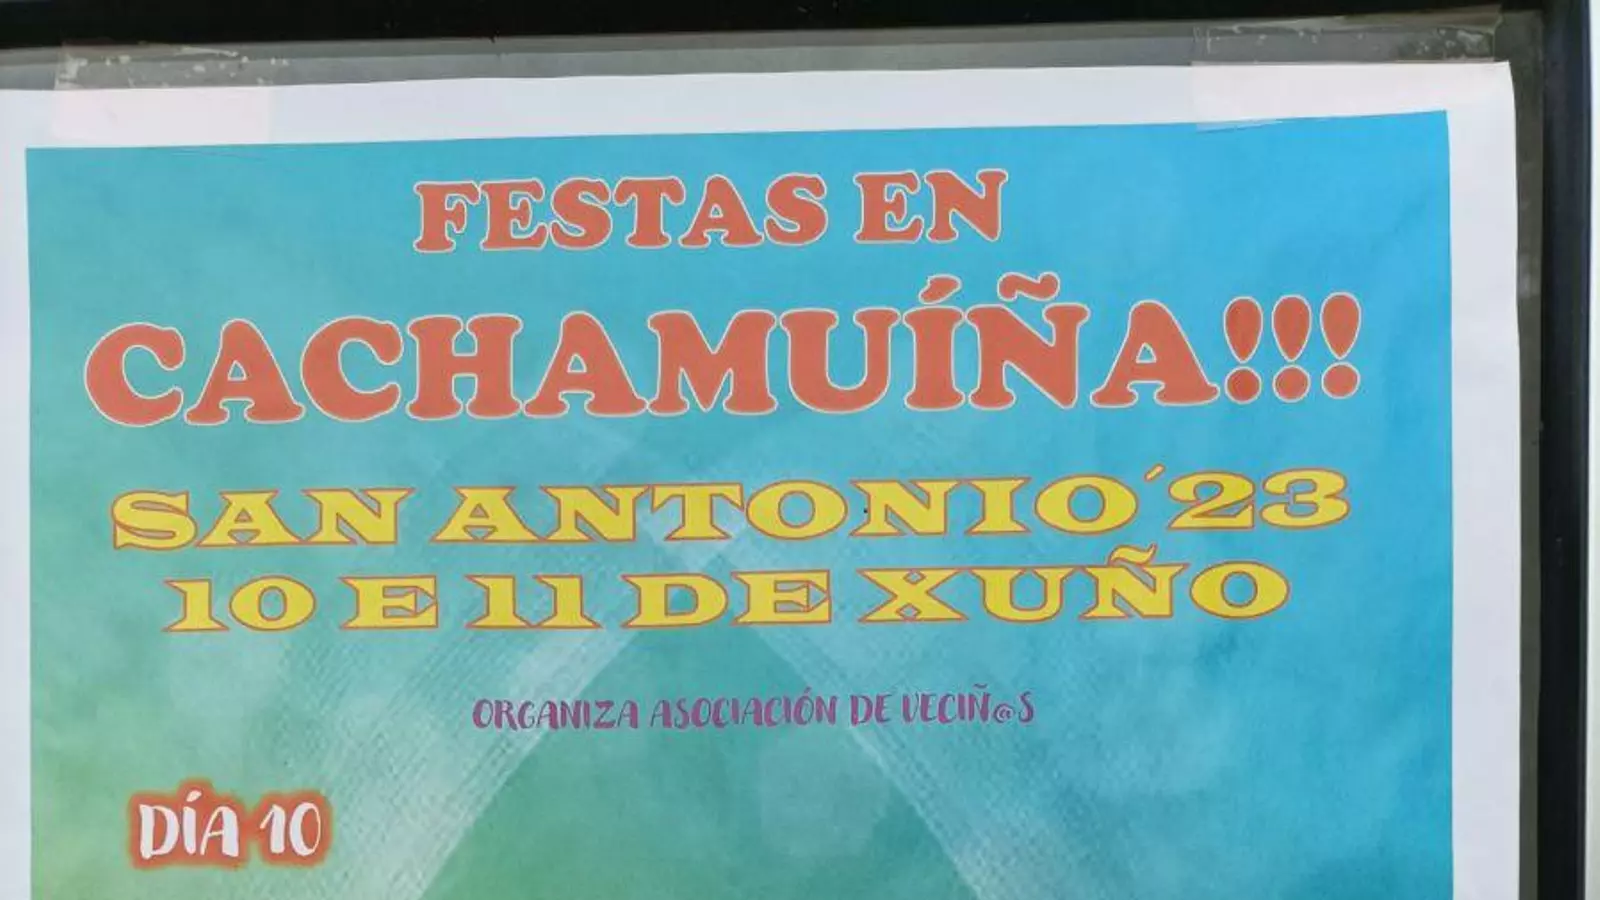 FESTAS EN
CACHAMUÍÑA!!!
SAN ANTONIO´23
10 E 11 DE XUÑO
ORGANIZA ASOCIACIÓN DE VECIÑ@S
DÍA 10